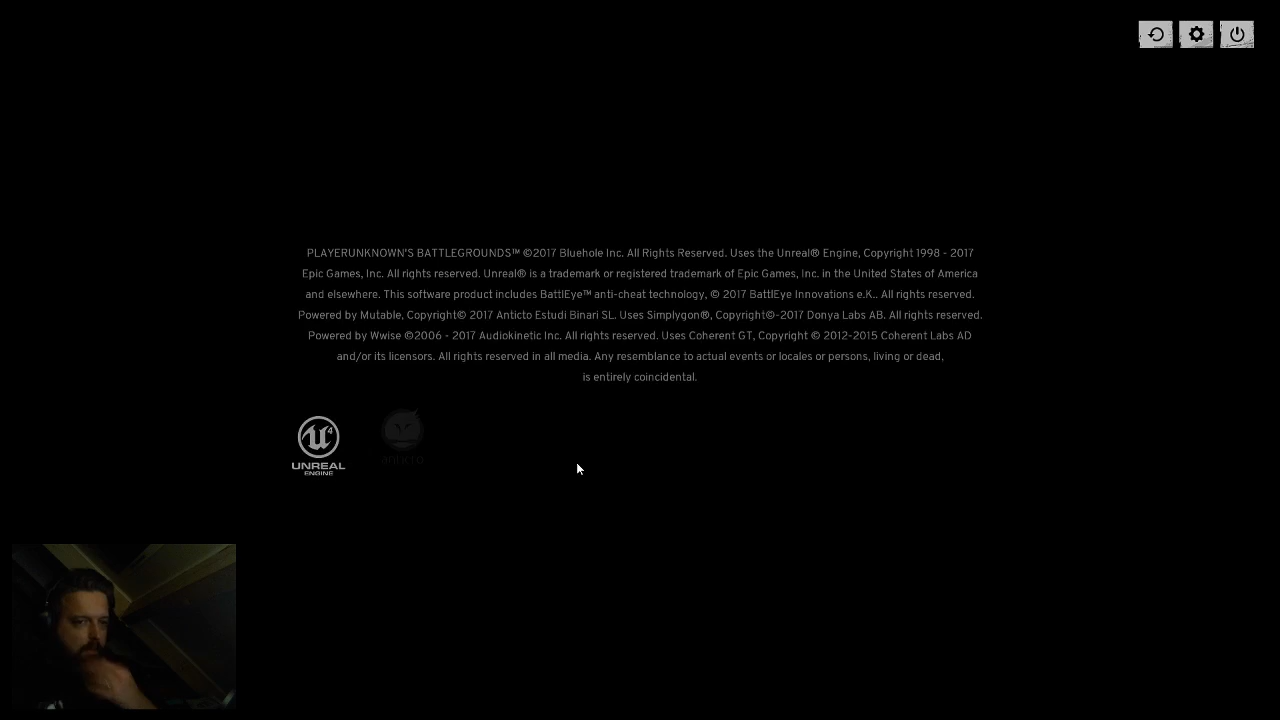 PLAYERUNKNOWN'S BATTLEGROUNDS™ ©2017 Bluehole Inc. All Rights Reserved. Uses the Unreal® Engine, Copyright 1998 - 2017
Epic Games, Inc. All rights reserved. Unreal® is a trademark or registered trademark of Epic Games, Inc. in the United States of America
and elsewhere. This software product includes BattlEye™ anti-cheat technology, © 2017 BattlEye Innovations e.K.. All rights reserved.
Powered by Mutable, Copyright© 2017 Anticto Estudi Binari SL. Uses Simplygon®, Copyright©-2017 Donya Labs AB. All rights reserved.
Powered by Wwise ©2006 - 2017 Audiokinetic Inc. All rights reserved. Uses Coherent GT, Copyright © 2012-2015 Coherent Labs AD
and/or its licensors. All rights reserved in all media. Any resemblance to actual events or locales or persons, living or dead,
is entirely coincidental.
U4
UNREAL
ENGINE
anticto